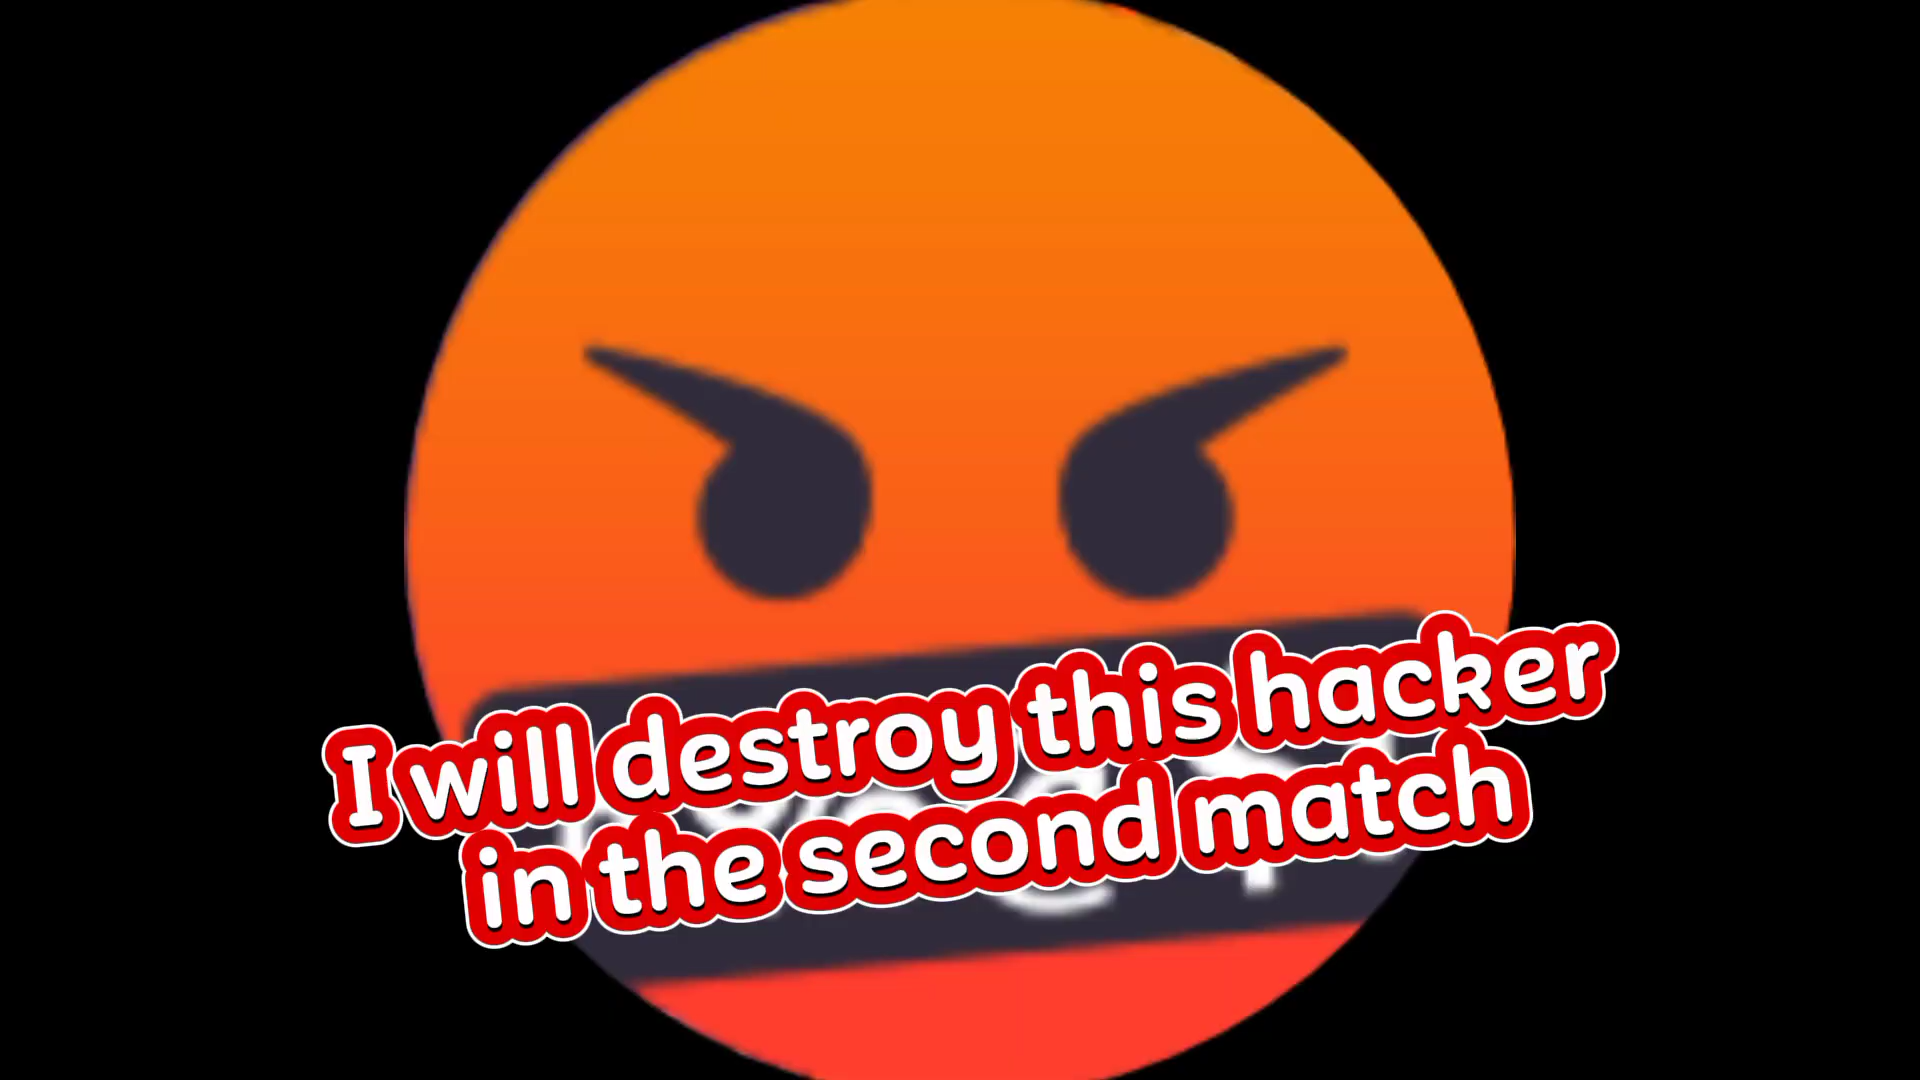 I will destroy this hacker
in the second match